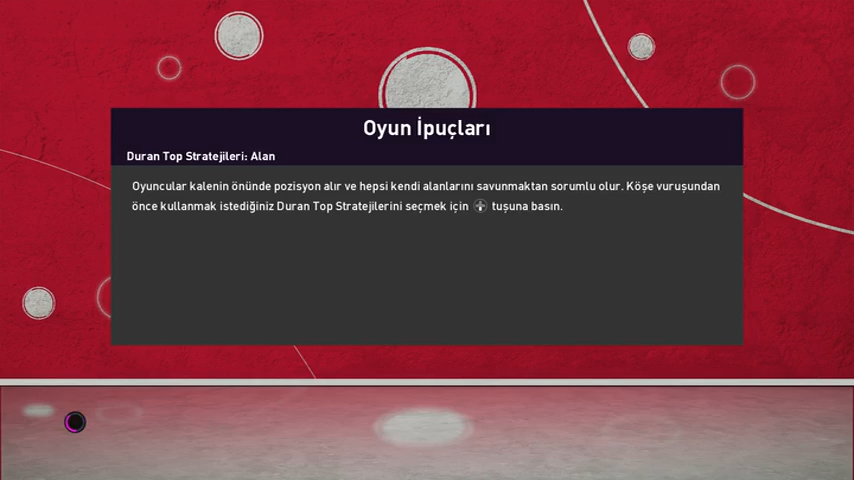 Oyun İpuçları
Duran Top Stratejileri: Alan
Oyuncular kalenin önünde pozisyon alır ve hepsi kendi alanlarını savunmaktan sorumlu olur. Köşe vuruşundan
önce kullanmak istediğiniz Duran Top Stratejilerini seçmek için tuşuna basın.